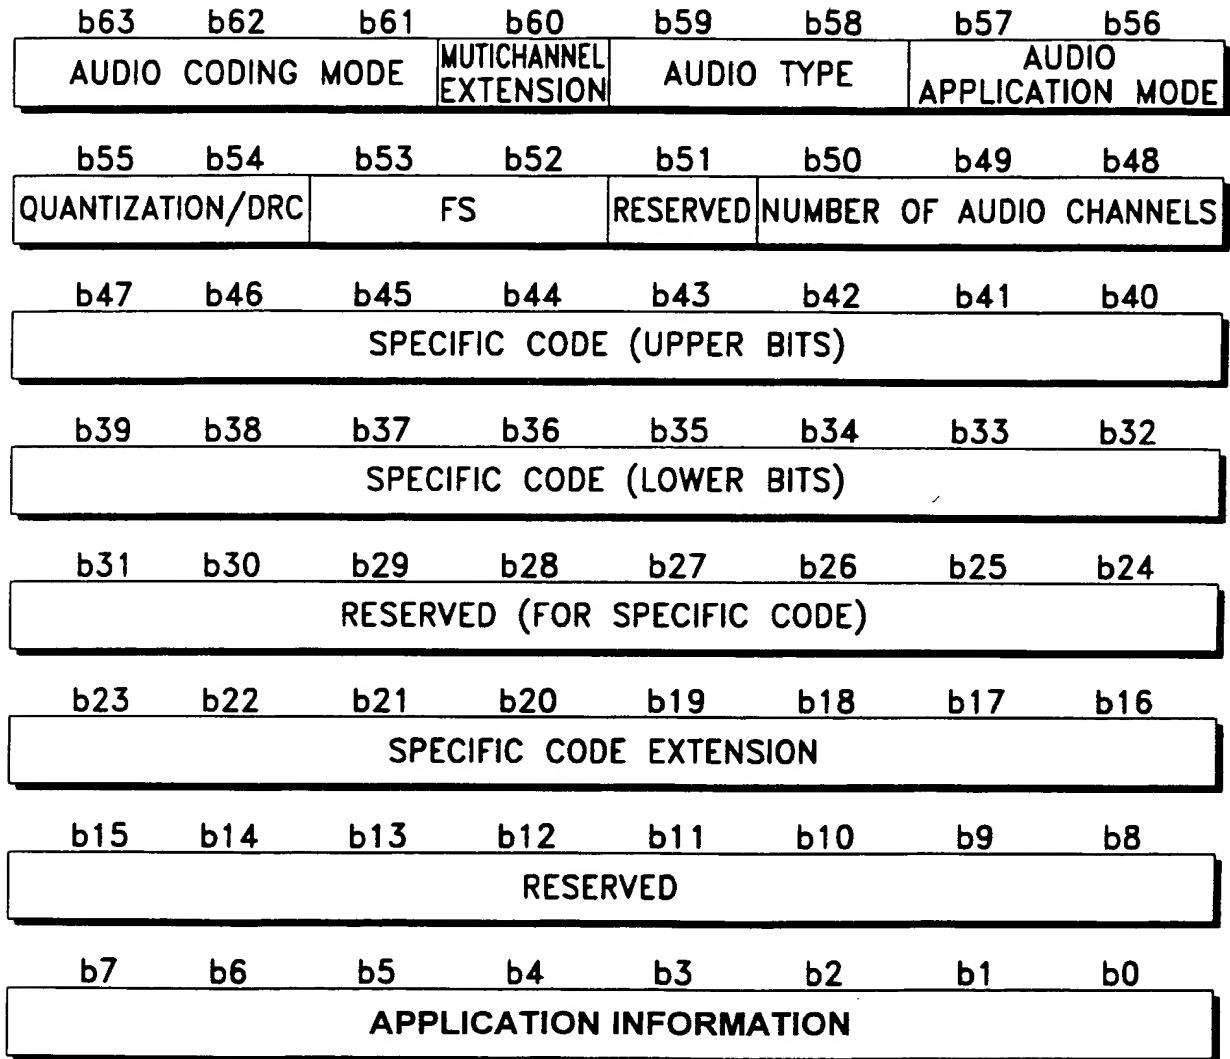 b63 b62 b61 b60 b59 b58 b57 b56
AUDIO CODING MODE MUTICHANNEL EXTENSION AUDIO TYPE AUDIO APPLICATION MODE
b55 b54 b53 b52 b51 b50 b49 b48
QUANTIZATION/DRC FS RESERVED NUMBER OF AUDIO CHANNELS
b47 b46 b45 b44 b43 b42 b41 b40
SPECIFIC CODE (UPPER BITS)
b39 b38 b37 b36 b35 b34 b33 b32
SPECIFIC CODE (LOWER BITS)
b31 b30 b29 b28 b27 b26 b25 b24
RESERVED (FOR SPECIFIC CODE)
b23 b22 b21 b20 b19 b18 b17 b16
SPECIFIC CODE EXTENSION
b15 b14 b13 b12 b11 b10 b9 b8
RESERVED
b7 b6 b5 b4 b3 b2 b1 b0
APPLICATION INFORMATION